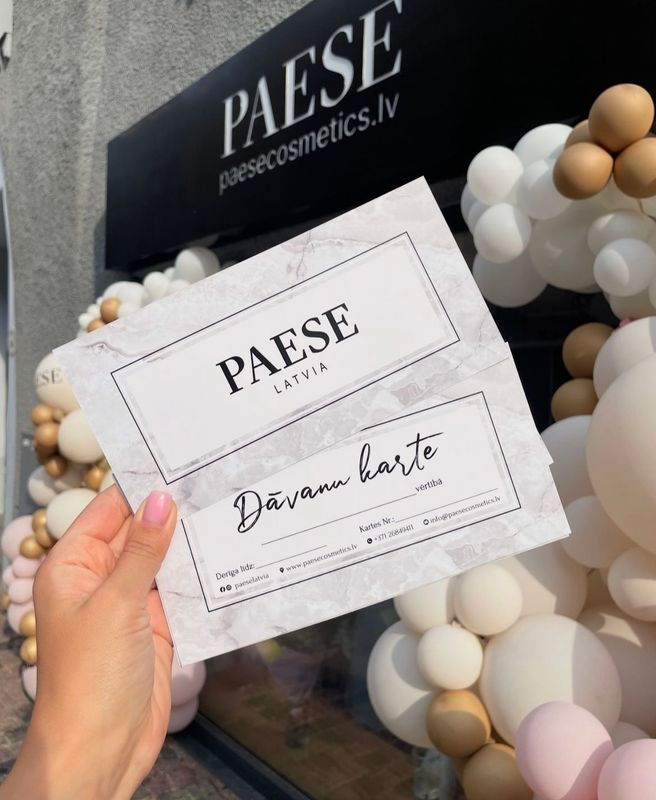 PAESE
paesecosmetics.lv
PAESE
LATVIA
Dāvanu karte
vērtība
Derīga līdz: Kartes Nr.:
paeselatvia www.paesecosmetics.lv +371 26849411 info@paesecosmetics.lv
ESE